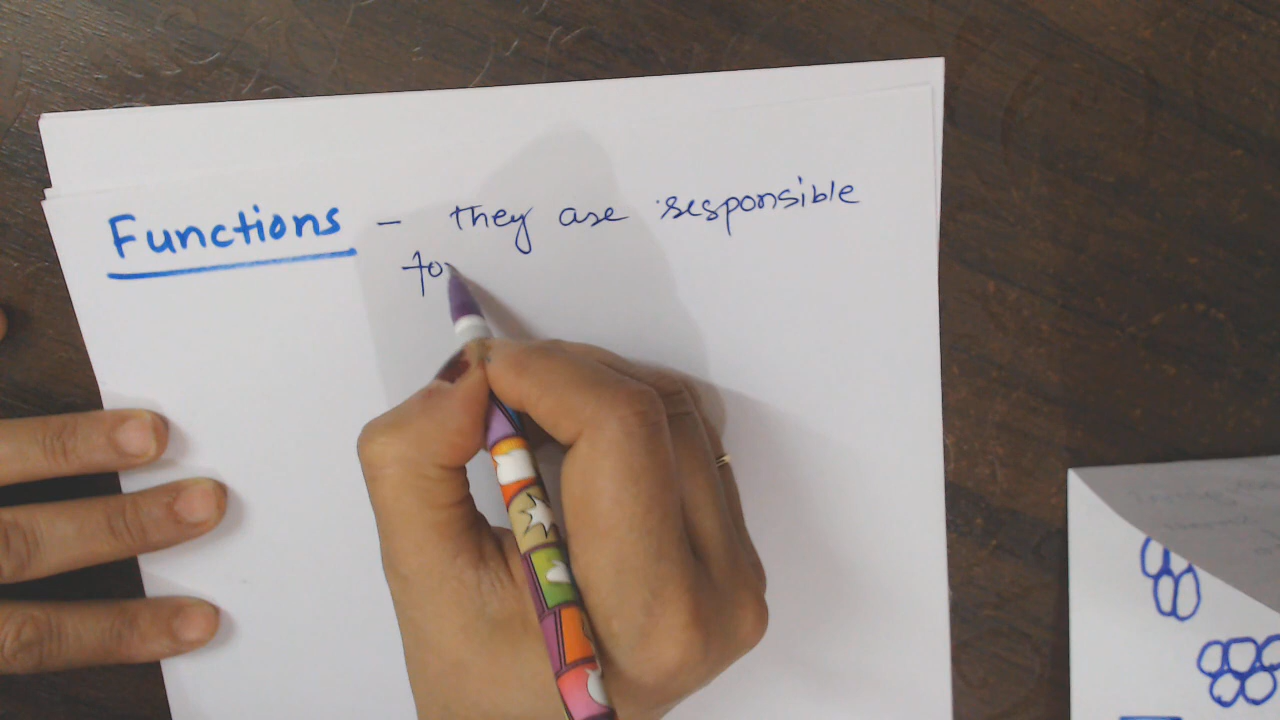 Functions – they are responsible
fo